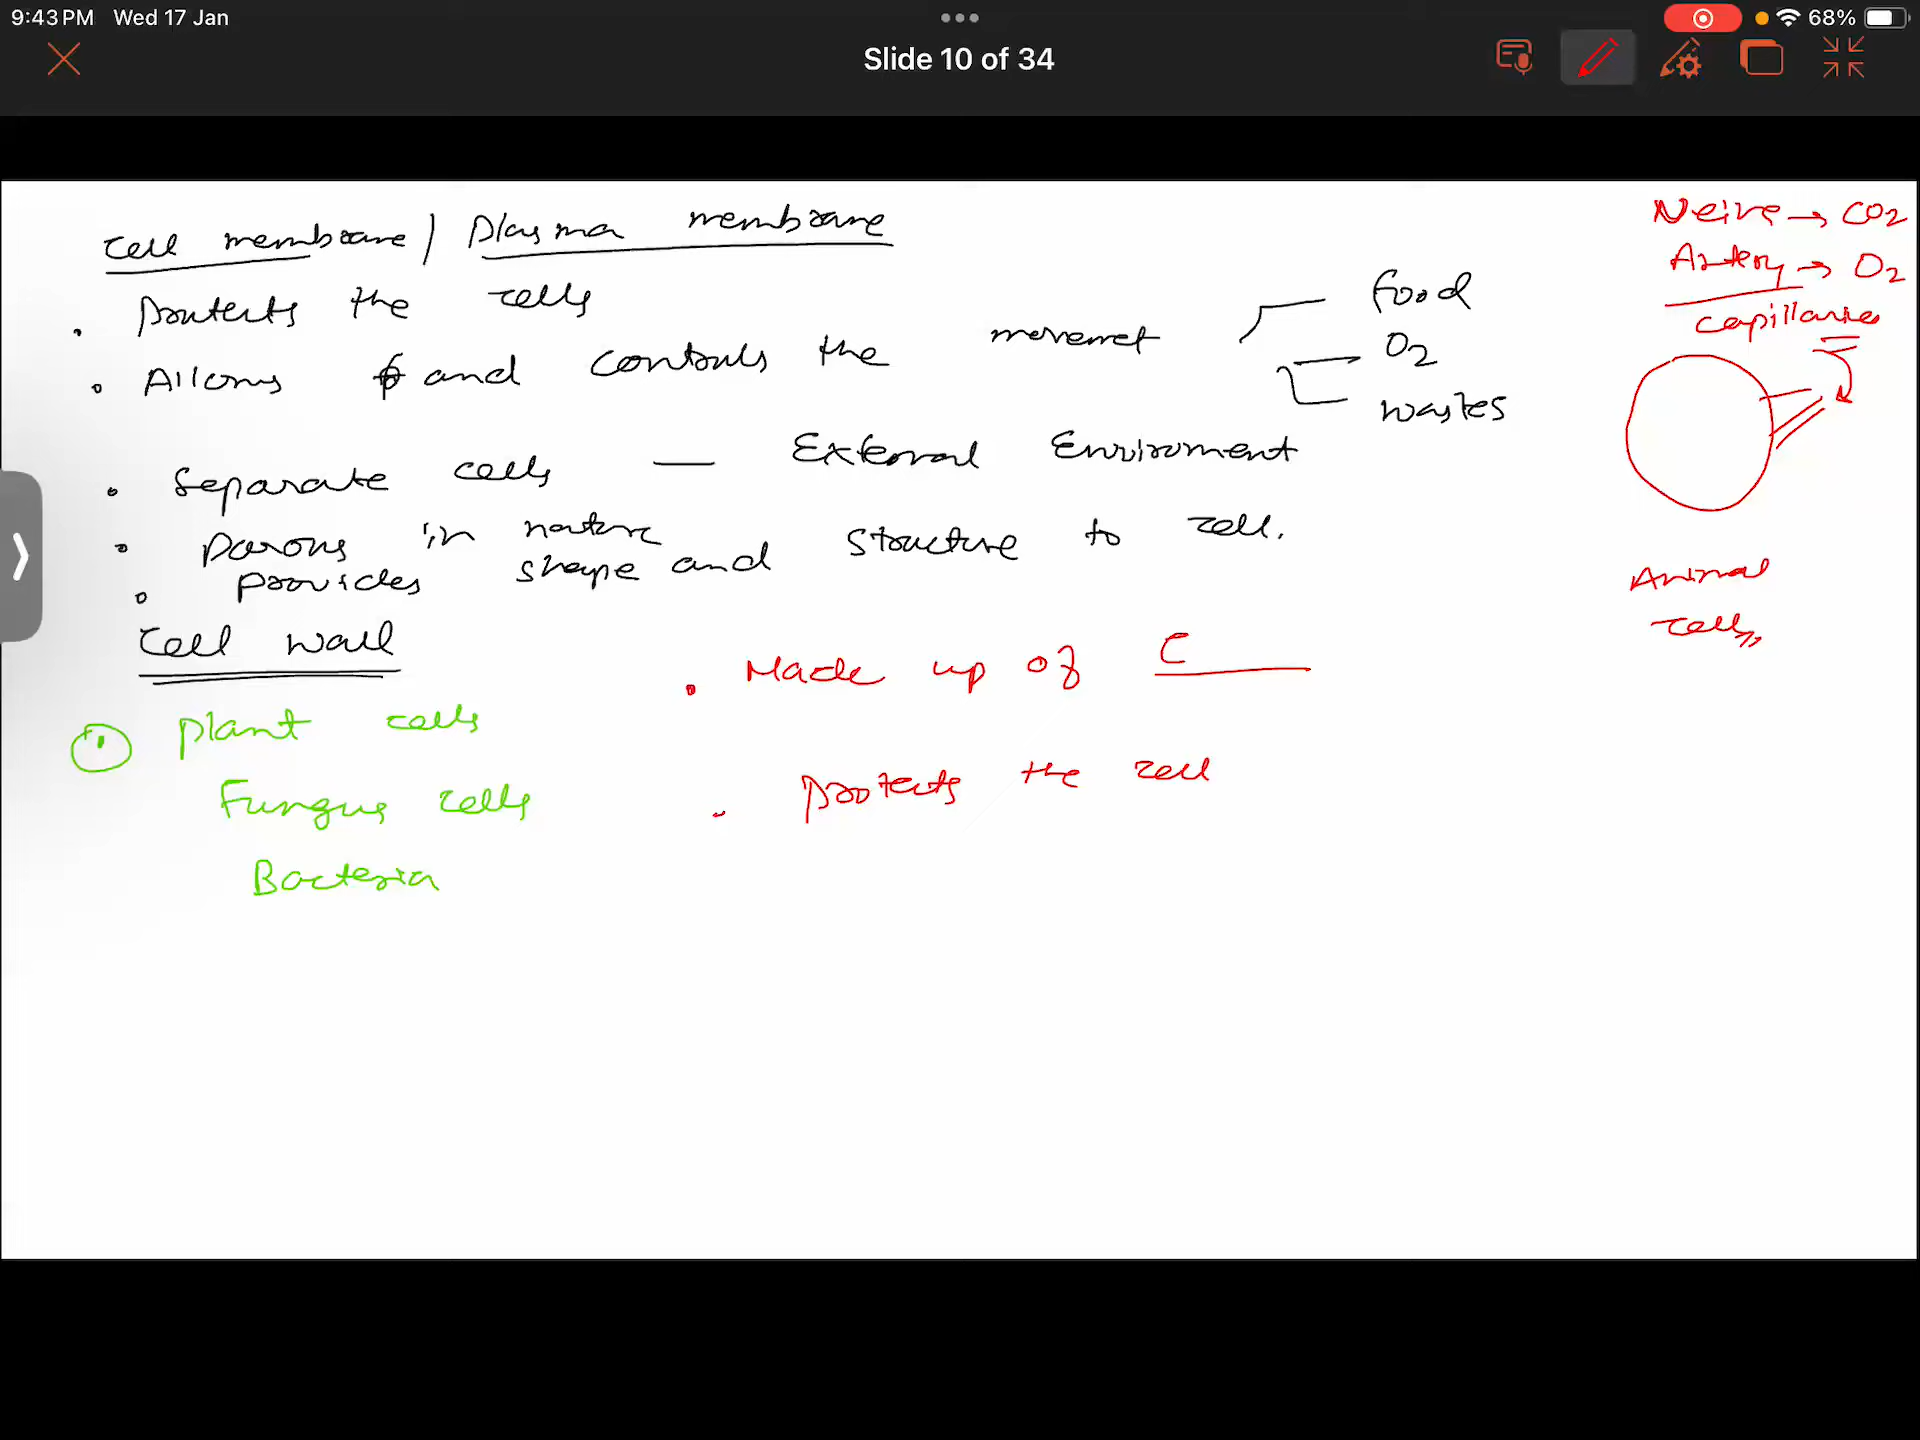 9:43 PM Wed 17 Jan
68%
Slide 10 of 34
Cell membrane / Plasma membrane
• Protects the cells
• Allows and controls the movement
Food
O2
wastes
• Separate cells — External Enviroment
• Porous in nature
• provides shape and structure to cell.
Cell wall
Plant cells
Fungus cells
Bacteria
• Made up of C
• Protects the cell
Neive → CO2
Artery → O2
Capillaries
Animal
cells